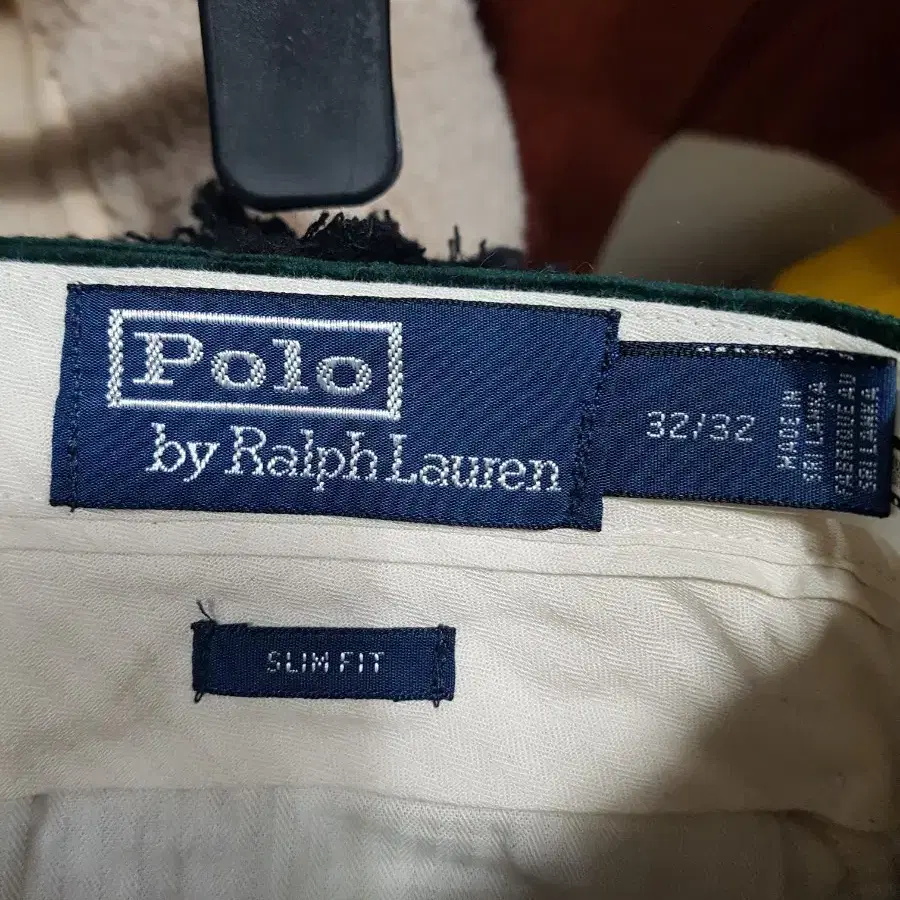 Polo
by Ralph Lauren
32/32
MADE IN
SRI LANKA
FABRIQUÉ AU
SRI LANKA
SLIM FIT